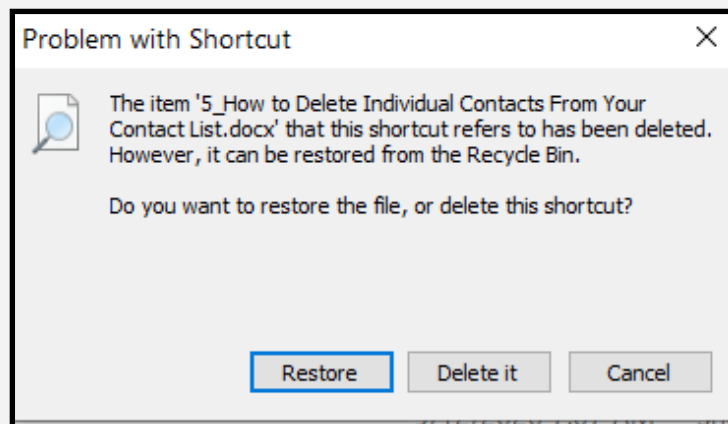 Problem with Shortcut
The item '5_How to Delete Individual Contacts From Your
Contact List.docx' that this shortcut refers to has been deleted.
However, it can be restored from the Recycle Bin.
Do you want to restore the file, or delete this shortcut?
Restore
Delete it
Cancel